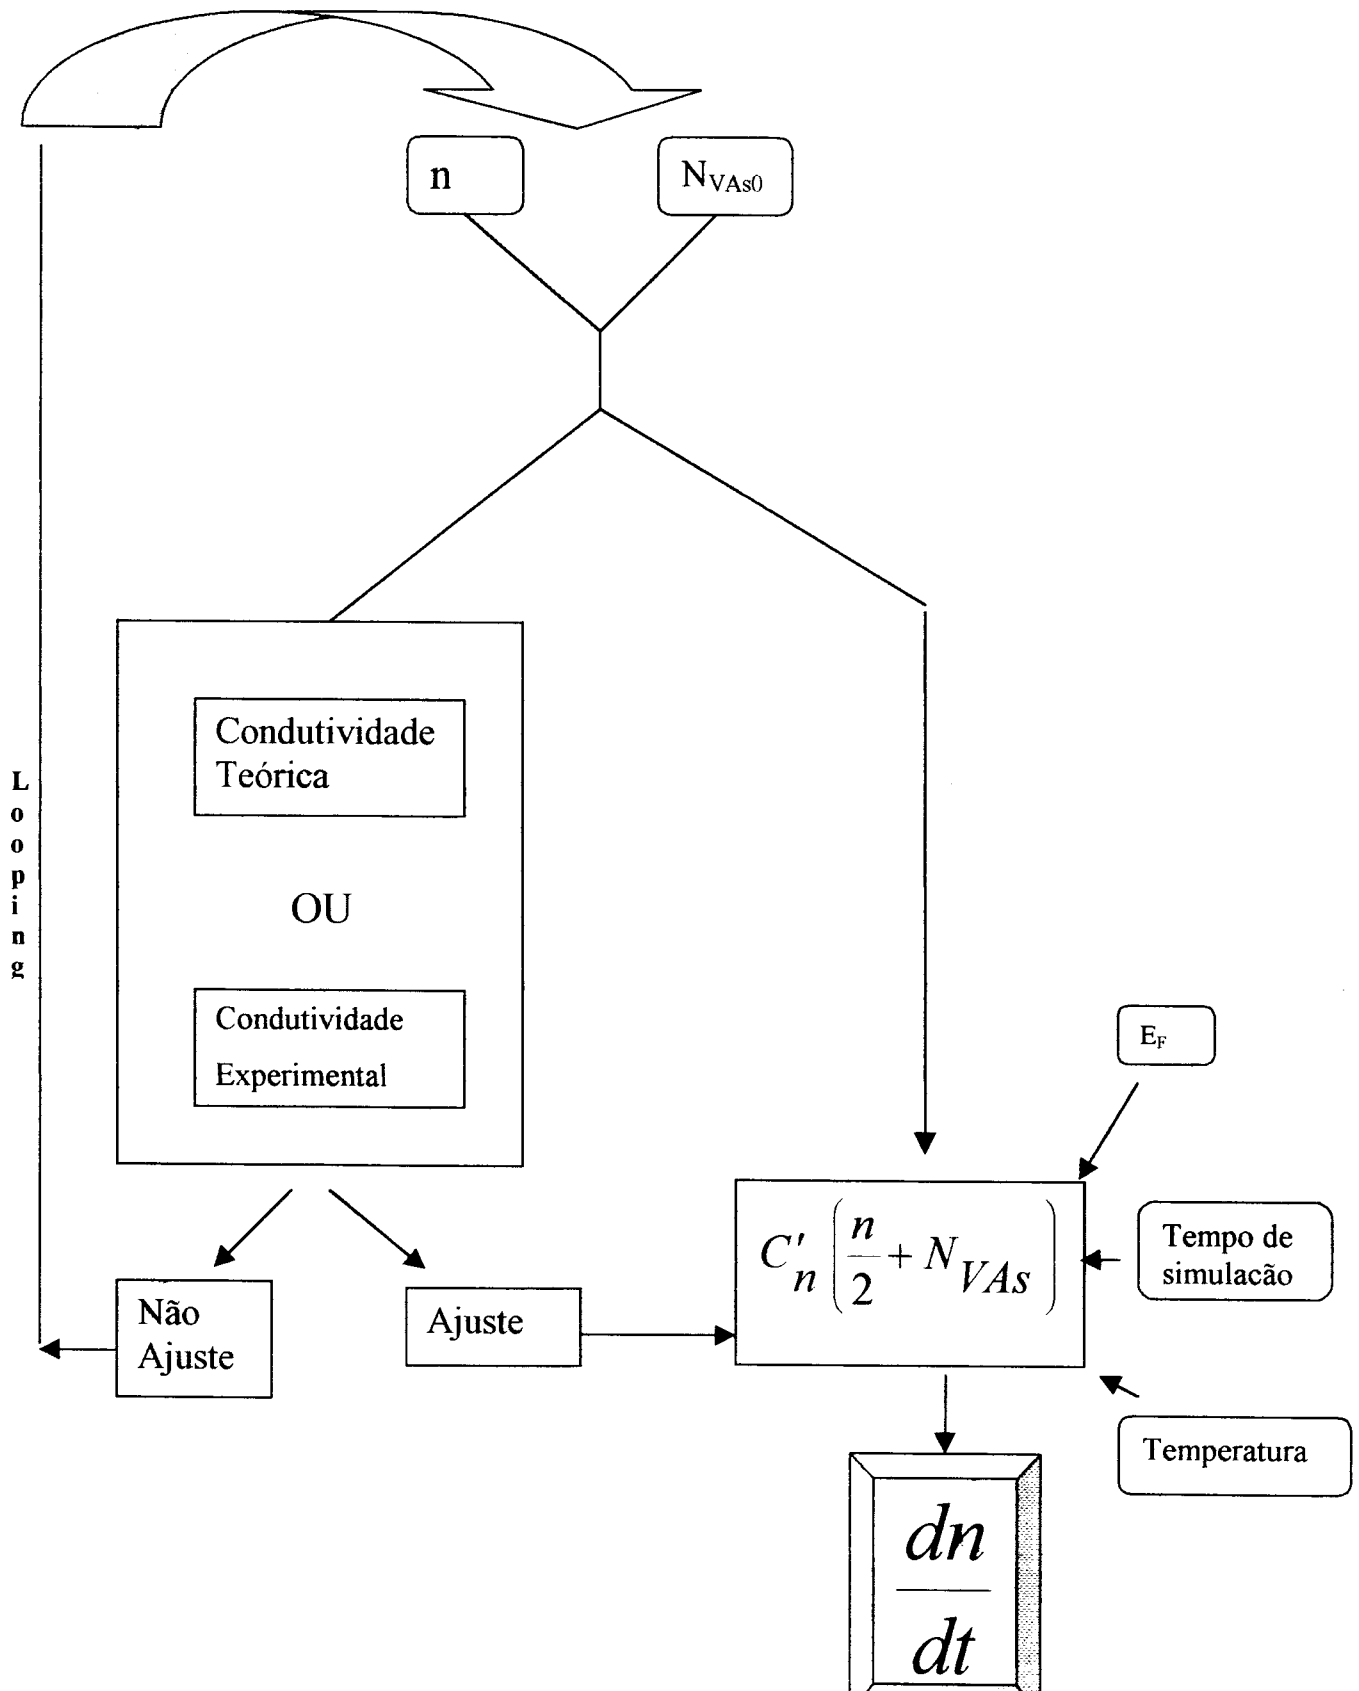 n
N_VAs0
Condutividade
Teórica
Looping
OU
Condutividade
Experimental
E_F
C'_n (n/2 + N_VAs)
Tempo de
simulacão
Não
Ajuste
Ajuste
Temperatura
dn/dt